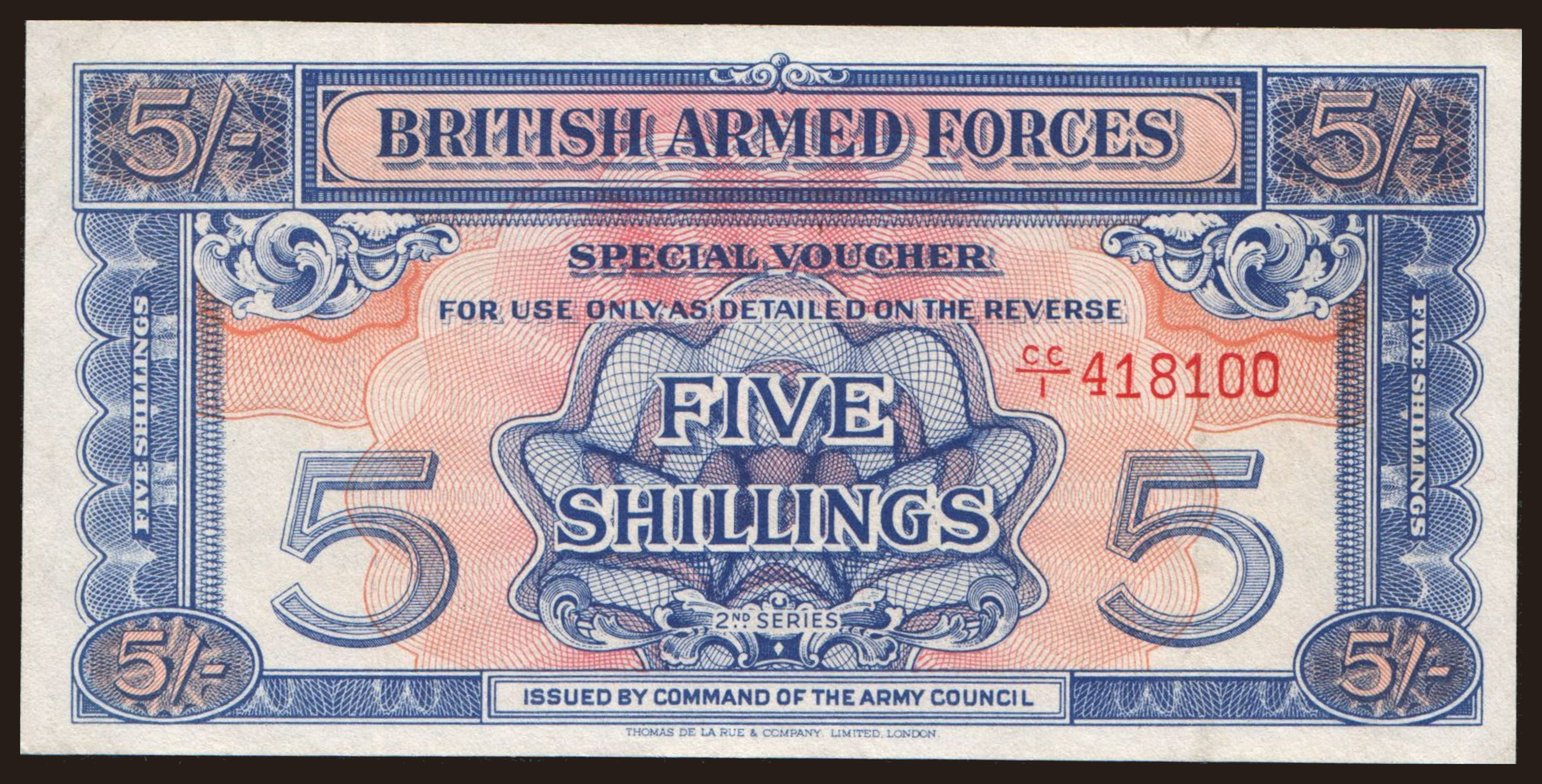 5/- BRITISH ARMED FORCES 5/-
SPECIAL VOUCHER
FOR USE ONLY AS DETAILED ON THE REVERSE
CC/1 418100
FIVE SHILLINGS
FIVE SHILLINGS
FIVE
SHILLINGS
5 5
2ND SERIES
5/- 5/-
ISSUED BY COMMAND OF THE ARMY COUNCIL
THOMAS DE LA RUE & COMPANY, LIMITED, LONDON.